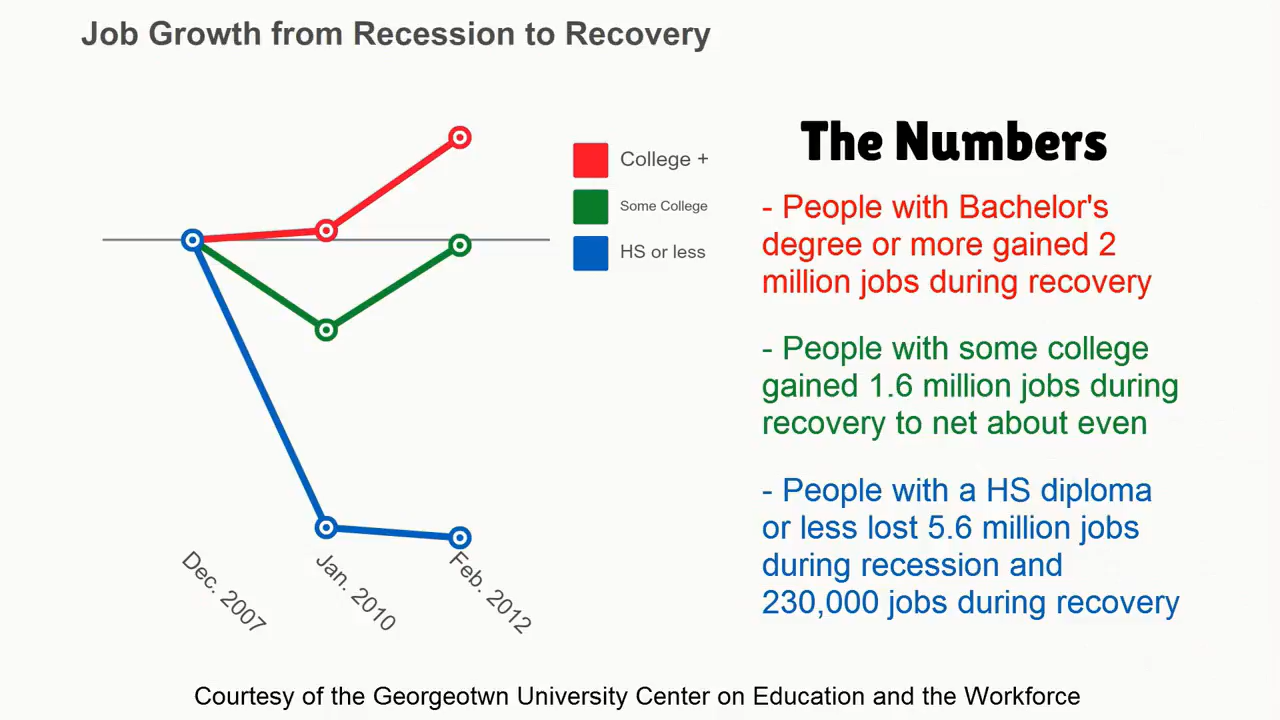 Job Growth from Recession to Recovery
College +
Some College
HS or less
Dec. 2007
Jan. 2010
Feb. 2012
The Numbers
- People with Bachelor's
degree or more gained 2
million jobs during recovery
- People with some college
gained 1.6 million jobs during
recovery to net about even
- People with a HS diploma
or less lost 5.6 million jobs
during recession and
230,000 jobs during recovery
Courtesy of the Georgeotwn University Center on Education and the Workforce